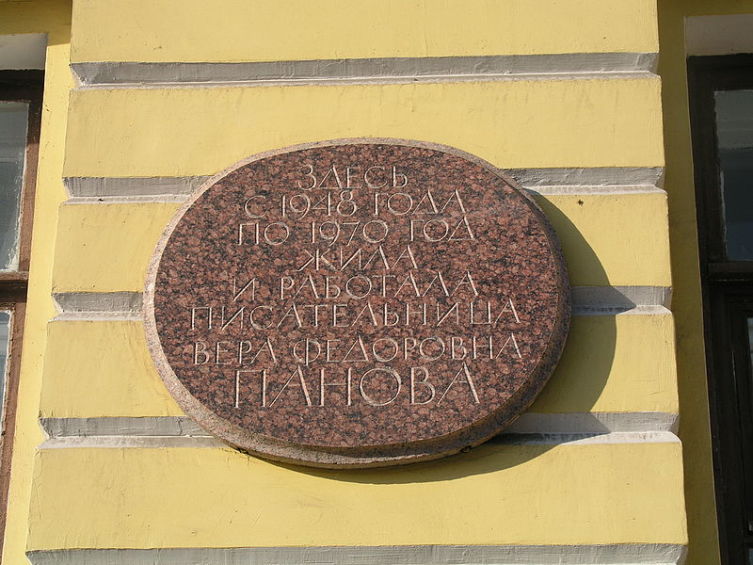 ЗДЕСЬ
С 1948 ГОДА
ПО 1970 ГОД
ЖИЛА
И РАБОТАЛА
ПИСАТЕЛЬНИЦА
ВЕРА ФЕДОРОВНА
ПАНОВА